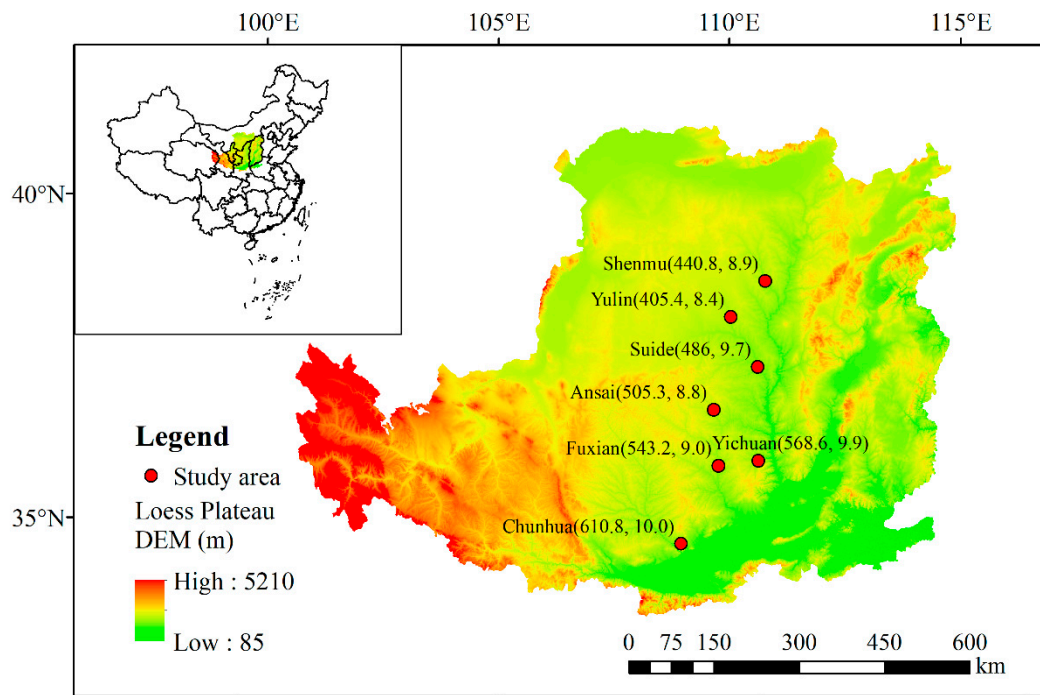 100°E
105°E
110°E
115°E
40°N
35°N
Shenmu(440.8, 8.9)
Yulin(405.4, 8.4)
Suide(486, 9.7)
Ansai(505.3, 8.8)
Fuxian(543.2, 9.0)
Yichuan(568.6, 9.9)
Chunhua(610.8, 10.0)
Legend
Study area
Loess Plateau
DEM (m)
High : 5210
Low : 85
0 75 150 300 450 600
km